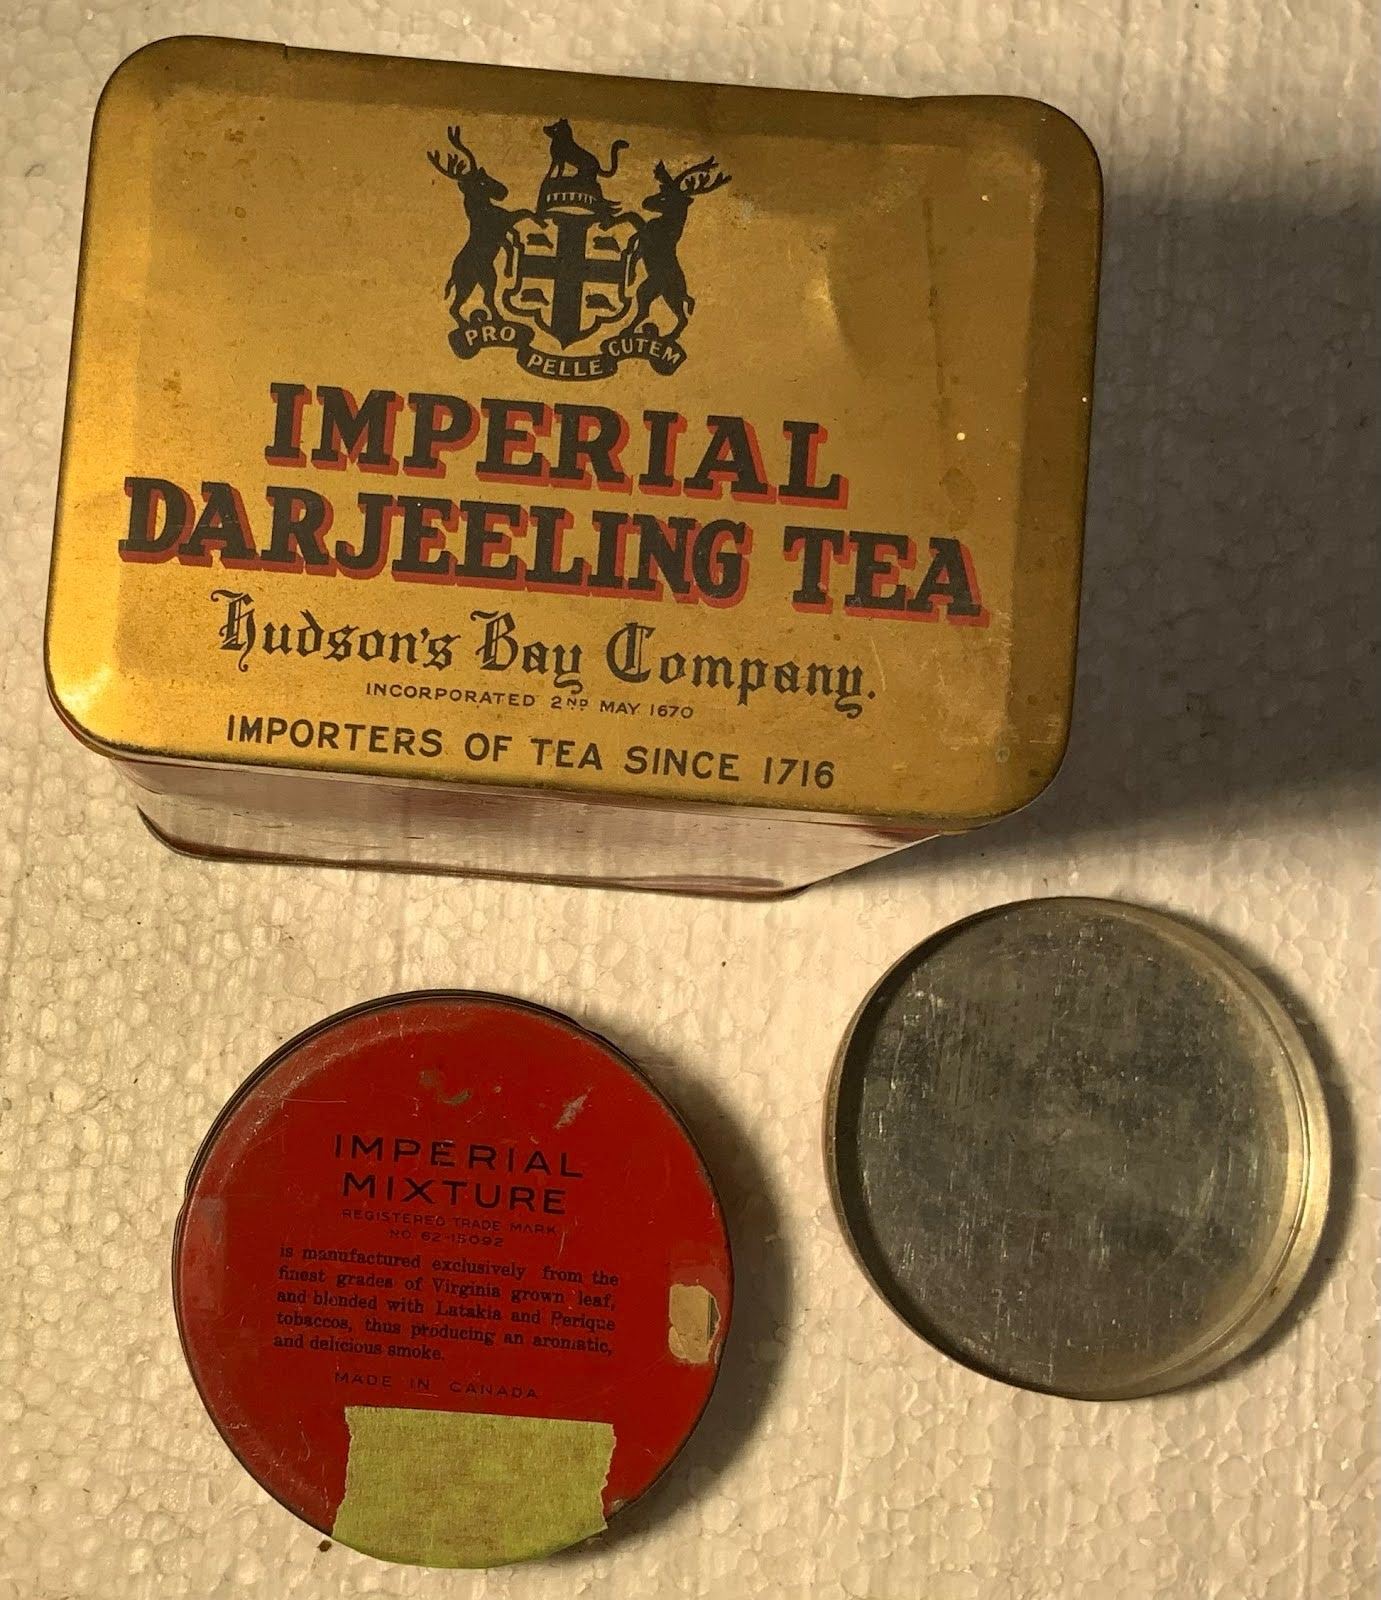 PRO PELLE CUTEM
IMPERIAL
DARJEELING TEA
Hudson's Bay Company.
INCORPORATED 2ND MAY 1670
IMPORTERS OF TEA SINCE 1716
IMPERIAL
MIXTURE
REGISTERED TRADE MARK
NO 62-15092
is manufactured exclusively from the
finest grades of Virginia grown leaf,
and blended with Latakia and Perique
tobaccos, thus producing an aromatic,
and delicious smoke.
MADE IN CANADA